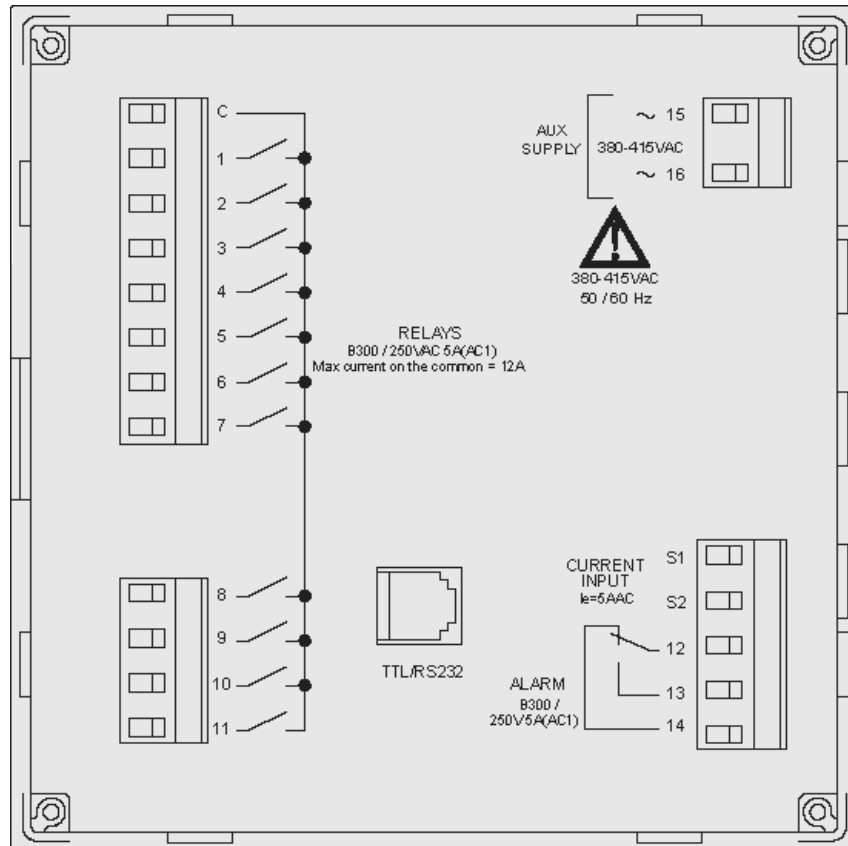 C
1
2
3
4
5
6
7
RELAYS
B300 / 250VAC 5A(AC1)
Max current on the common = 12A
8
9
10
11
TTL/RS232
AUX
SUPPLY
~ 15
380-415VAC
~ 16
380-415VAC
50 / 60 Hz
CURRENT
INPUT
Ie=5AAC
S1
S2
12
13
14
ALARM
B300 /
250V5A(AC1)